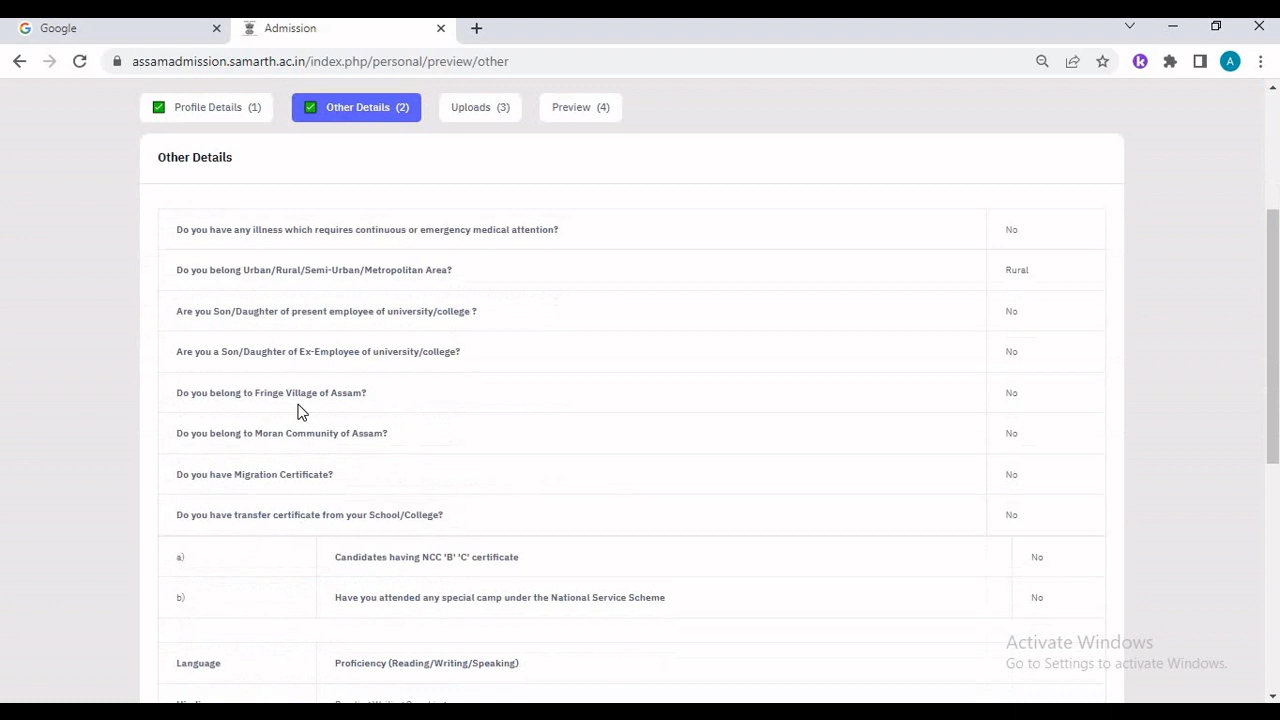 Google
Admission
assamadmission.samarth.ac.in/index.php/personal/preview/other
A
Profile Details (1)
Other Details (2)
Uploads (3)
Preview (4)
Other Details
Do you have any illness which requires continuous or emergency medical attention? No
Do you belong Urban/Rural/Semi-Urban/Metropolitan Area? Rural
Are you Son/Daughter of present employee of university/college ? No
Are you a Son/Daughter of Ex-Employee of university/college? No
Do you belong to Fringe Village of Assam? No
Do you belong to Moran Community of Assam? No
Do you have Migration Certificate? No
Do you have transfer certificate from your School/College? No
a) Candidates having NCC 'B' 'C' certificate No
b) Have you attended any special camp under the National Service Scheme No
Activate Windows
Go to Settings to activate Windows.
Language Proficiency (Reading/Writing/Speaking)